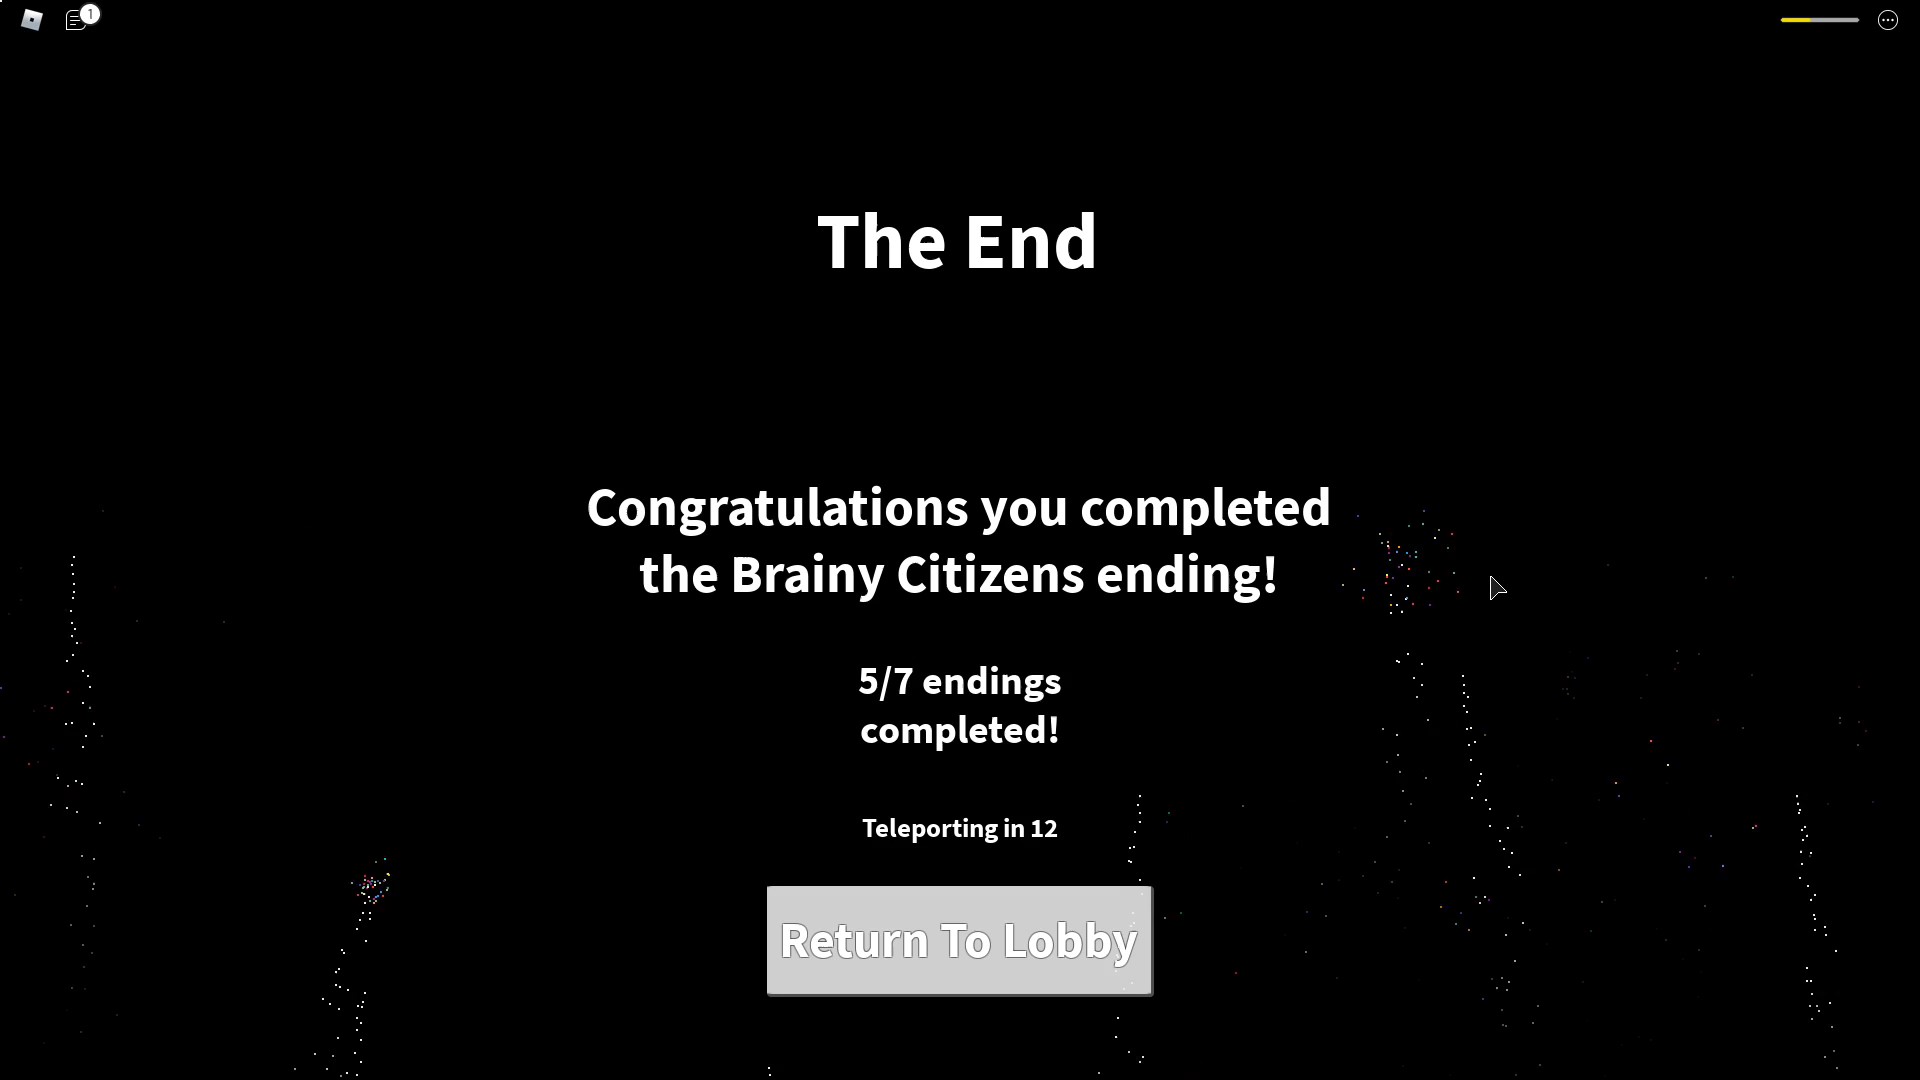 1
The End
Congratulations you completed
the Brainy Citizens ending!
5/7 endings
completed!
Teleporting in 12
Return To Lobby